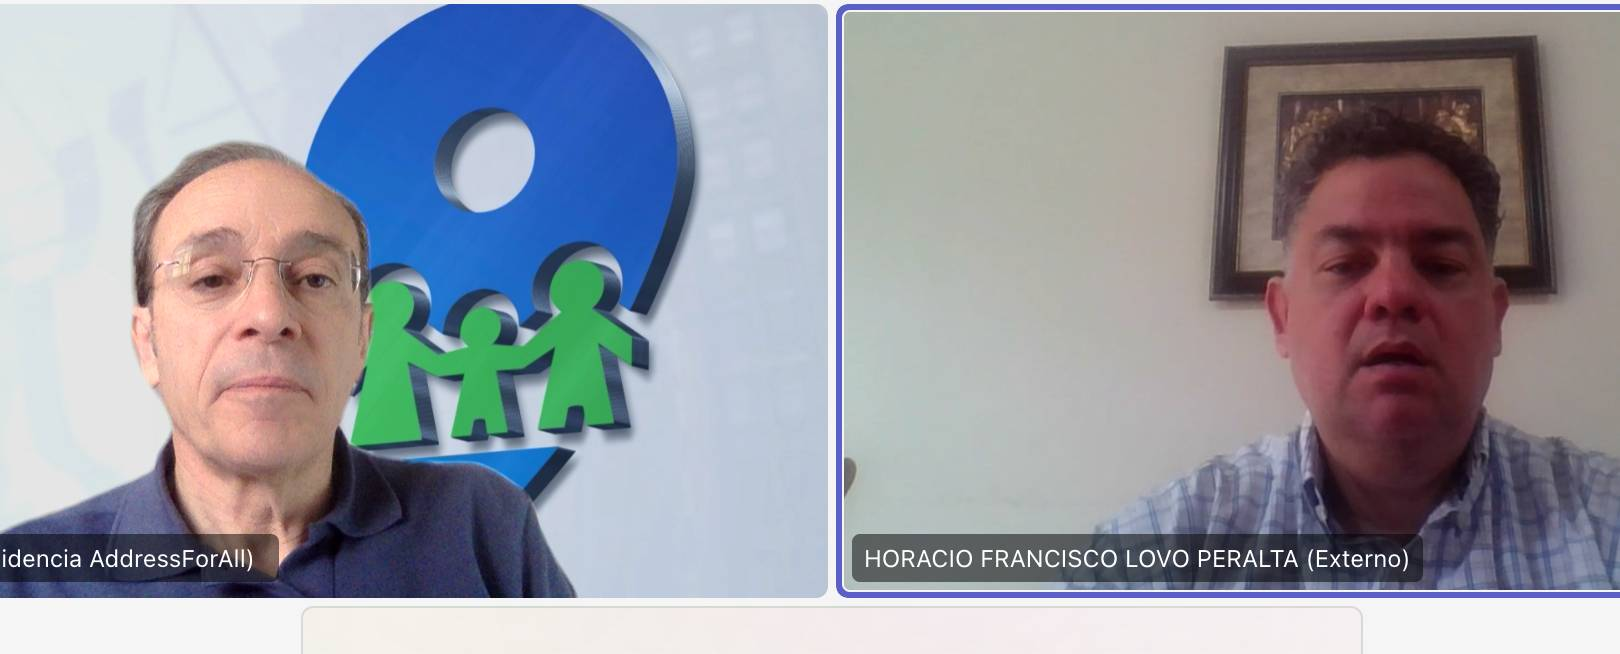 idencia AddressForAll)
HORACIO FRANCISCO LOVO PERALTA (Externo)